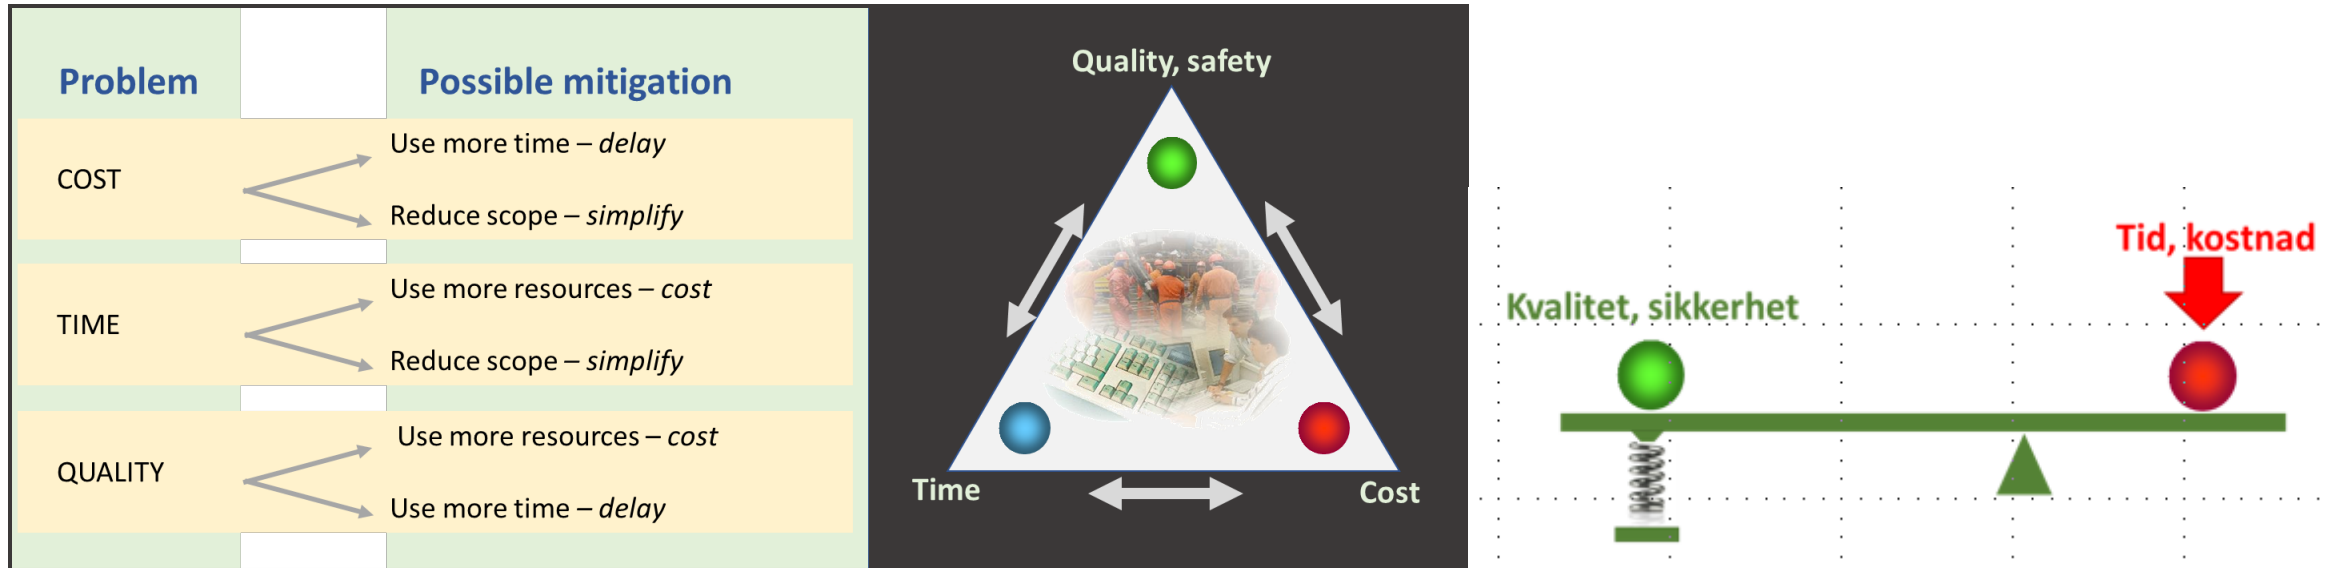 Problem
Possible mitigation
COST
Use more time – delay
Reduce scope – simplify
TIME
Use more resources – cost
Reduce scope – simplify
QUALITY
Use more resources – cost
Use more time – delay
Quality, safety
Time
Cost
Tid, kostnad
Kvalitet, sikkerhet